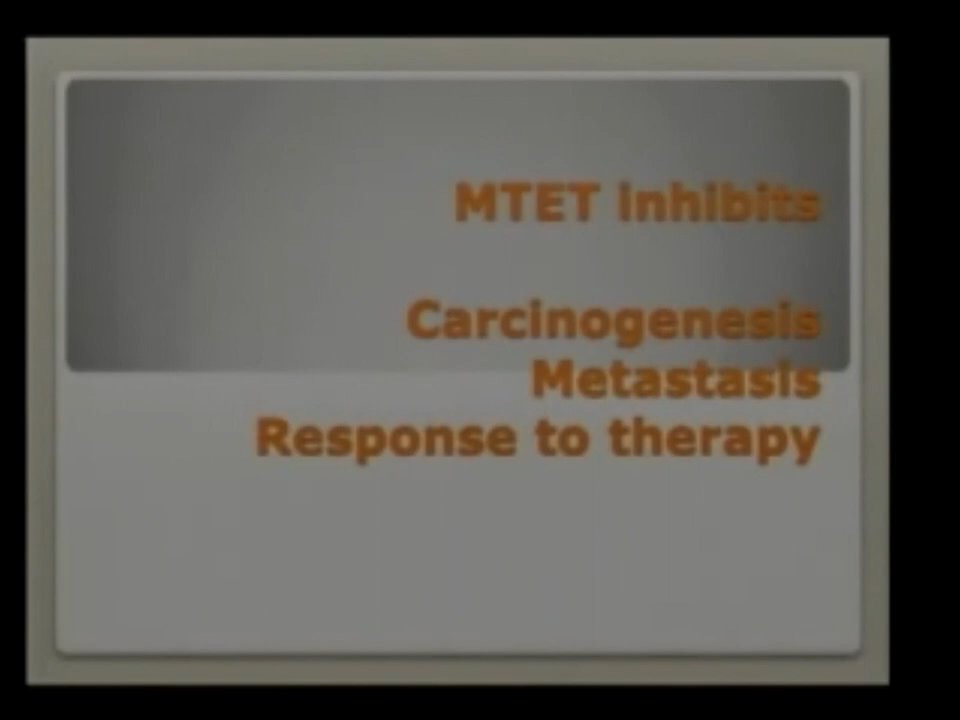 MTET inhibits
Carcinogenesis
Metastasis
Response to therapy